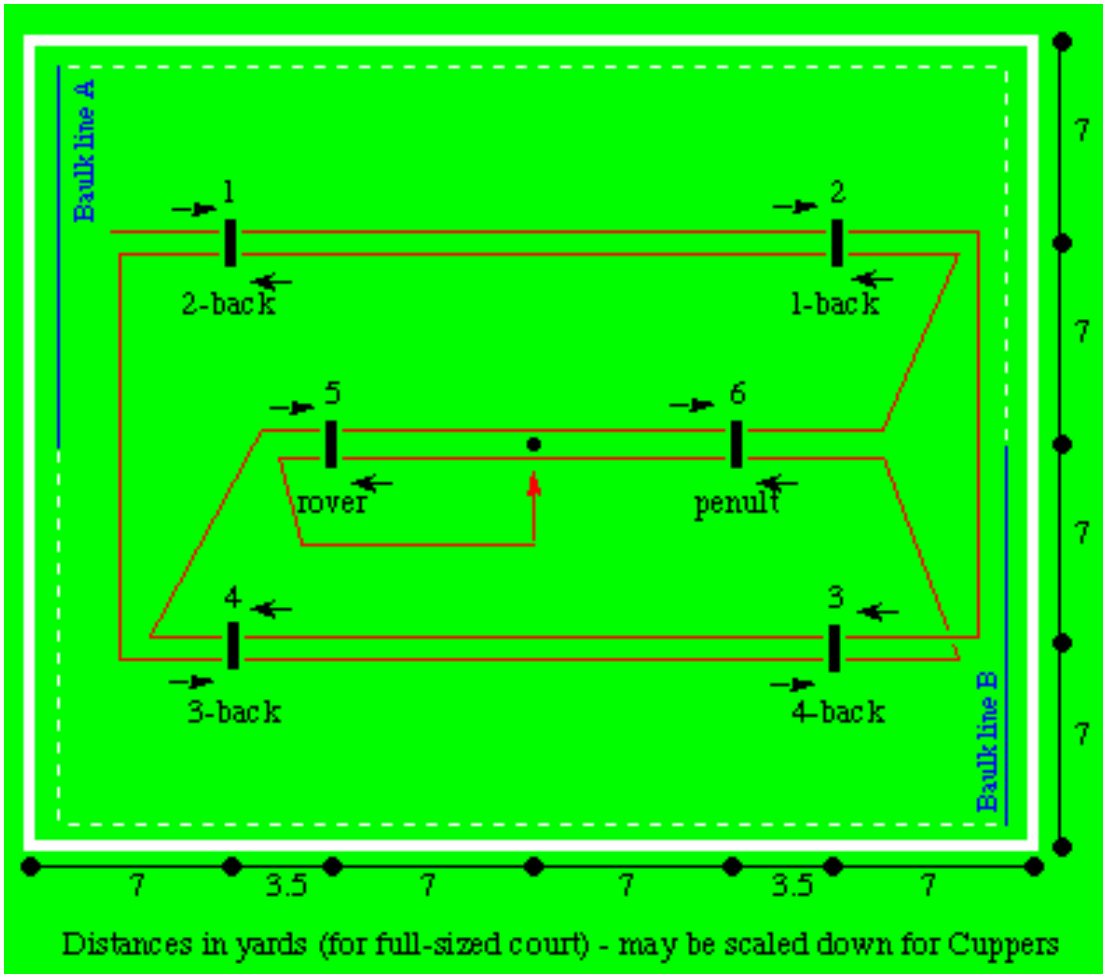 Baulk line A
7
1
2
2-back
1-back
7
5
6
rover
penult
7
4
3
3-back
4-back
Baulk line B
7
7 3.5 7 7 3.5 7
Distances in yards (for full-sized court) - may be scaled down for Cuppers